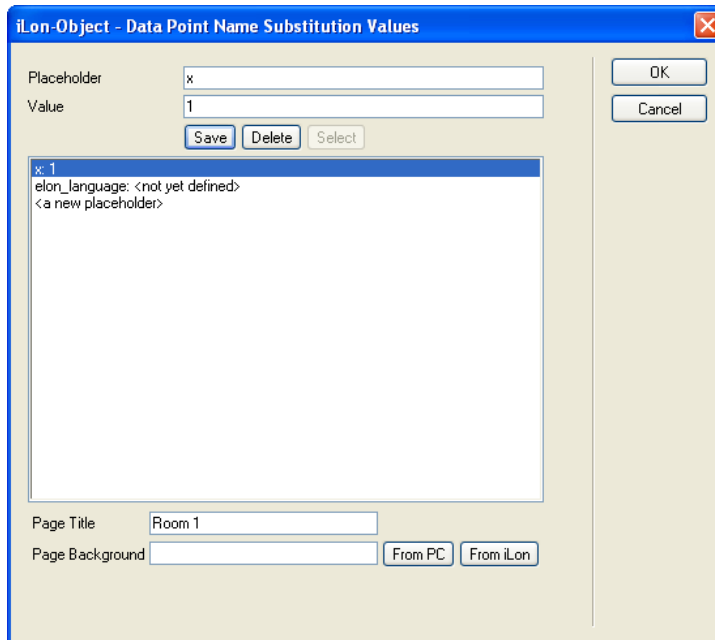 iLon-Object - Data Point Name Substitution Values
Placeholder x OK
Value 1 Cancel
Save Delete Select
x: 1
elon_language: <not yet defined>
<a new placeholder>
Page Title Room 1
Page Background From PC From iLon